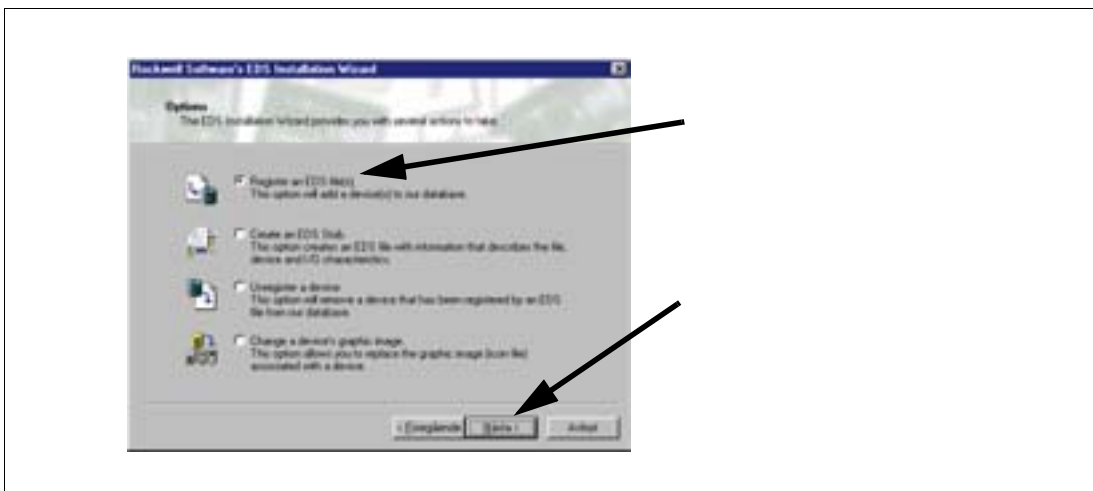 Rockwell Software's EDS Installation Wizard
Options
The EDS Installation Wizard provides you with several actions to take.
Register an EDS file(s).
This option will add a device(s) to our database.
Create an EDS Stub.
This option creates an EDS file with information that describes the file,
device and I/O characteristics.
Unregister a device.
This option will remove a device that has been registered by an EDS
file from our database.
Change a device's graphic image.
This option allows you to replace the graphic image (icon file)
associated with a device.
< Föregående
Nästa >
Avbryt